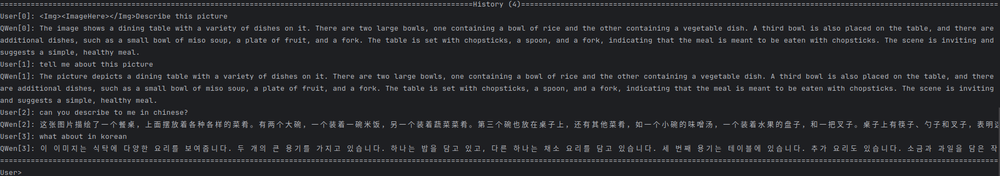 ============================================================================================================History (4)=============================================================================================================
User[0]: <Img><ImageHere></Img>Describe this picture
QWen[0]: The image shows a dining table with a variety of dishes on it. There are two large bowls, one containing a bowl of rice and the other containing a vegetable dish. A third bowl is also placed on the table, and there are
additional dishes, such as a small bowl of miso soup, a plate of fruit, and a fork. The table is set with chopsticks, a spoon, and a fork, indicating that the meal is meant to be eaten with chopsticks. The scene is inviting and
suggests a simple, healthy meal.
User[1]: tell me about this picture
QWen[1]: The picture depicts a dining table with a variety of dishes on it. There are two large bowls, one containing a bowl of rice and the other containing a vegetable dish. A third bowl is also placed on the table, and there
are additional dishes, such as a small bowl of miso soup, a plate of fruit, and a fork. The table is set with chopsticks, a spoon, and a fork, indicating that the meal is meant to be eaten with chopsticks. The scene is inviting
and suggests a simple, healthy meal.
User[2]: can you describe to me in chinese?
QWen[2]: 这张图片描绘了一个餐桌，上面摆放着各种各样的菜肴。有两个大碗，一个装着一碗米饭，另一个装着蔬菜菜肴。第三个碗也放在桌子上，还有其他菜肴，如一个小碗的味噌汤，一个装着水果的盘子，和一把叉子。桌子上有筷子、勺子和叉子，表明
User[3]: what about in korean
QWen[3]: 이 이미지는 식탁에 다양한 요리를 보여줍니다. 두 개의 큰 용기를 가지고 있습니다. 하나는 밥을 담고 있고, 다른 하나는 채소 요리를 담고 있습니다. 세 번째 용기는 테이블에 있습니다. 추가 요리도 있습니다. 소금과 과일을 담은 작
====================================================================================================================================================================================================================================
User>